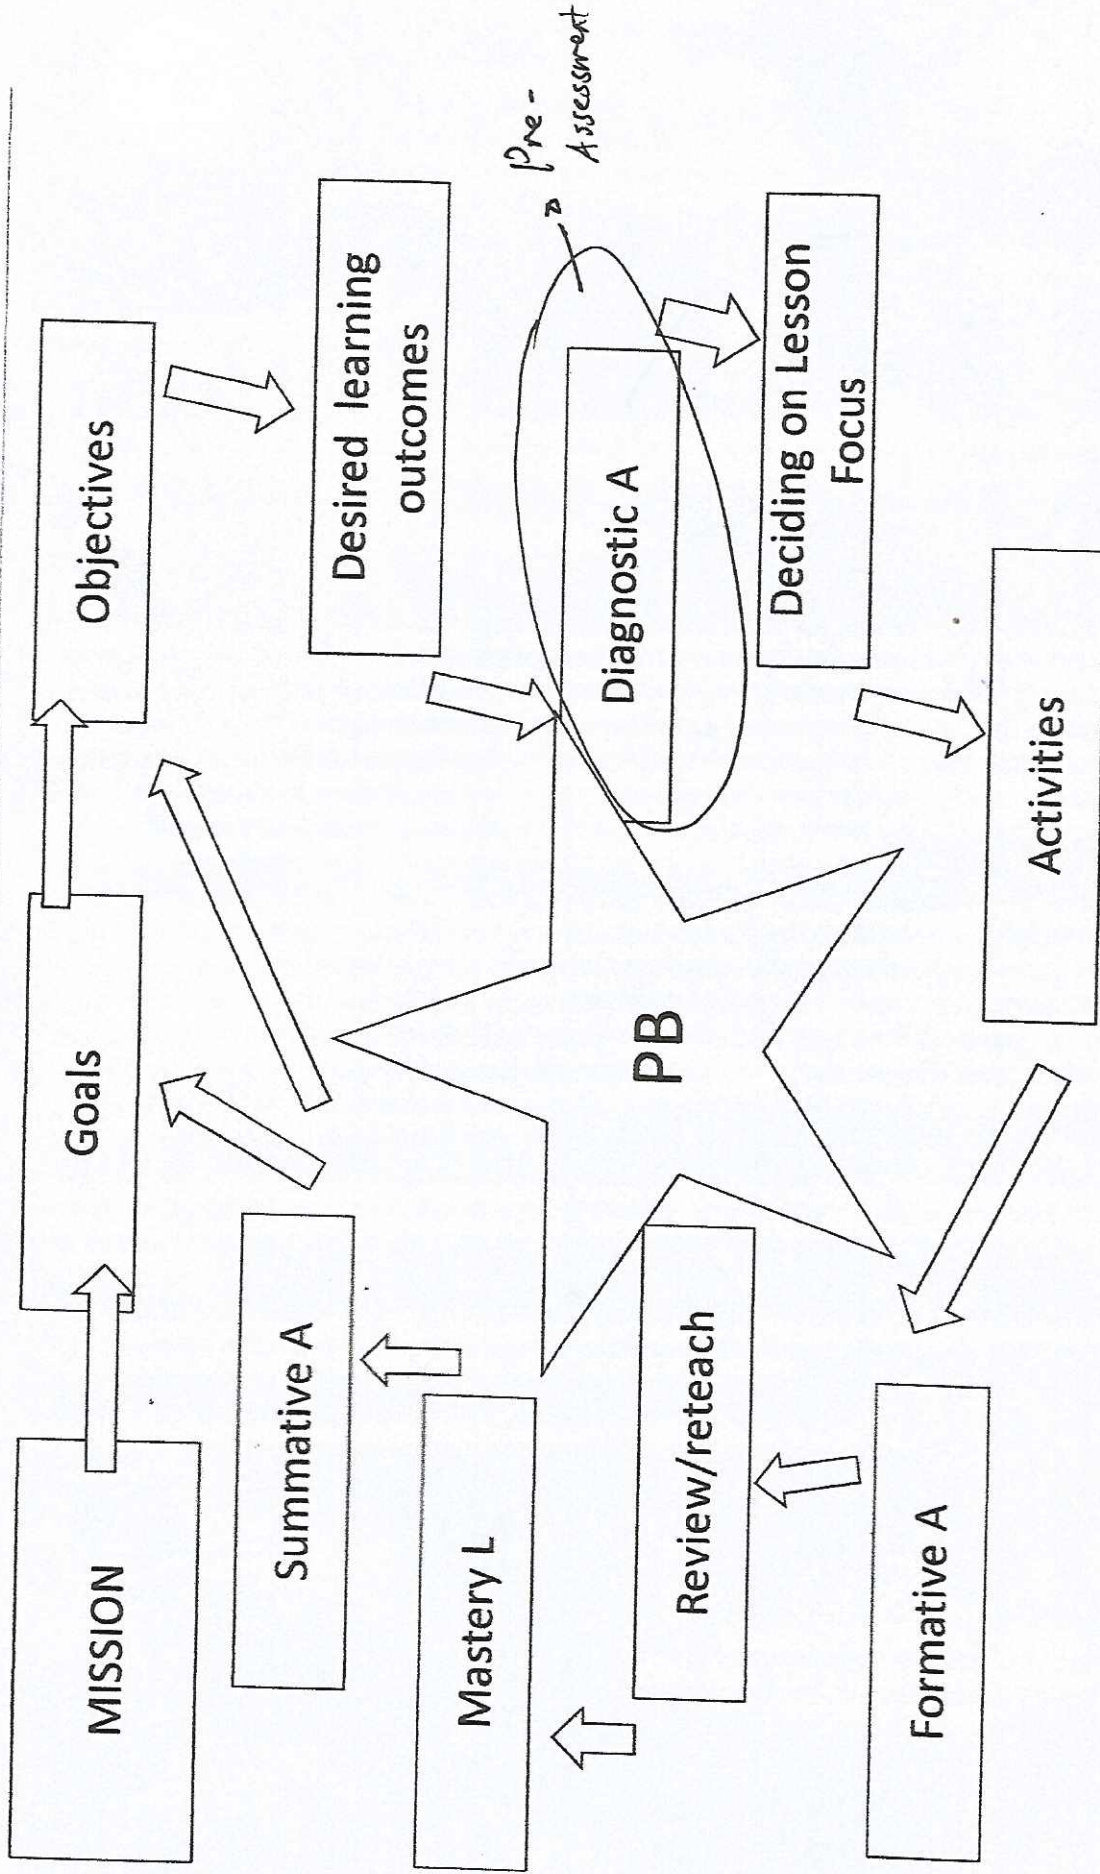 MISSION
Goals
Objectives
Desired learning
outcomes
Pre-
Assessment
Diagnostic A
Deciding on Lesson
Focus
Activities
Formative A
Review/reteach
Mastery L
Summative A
PB